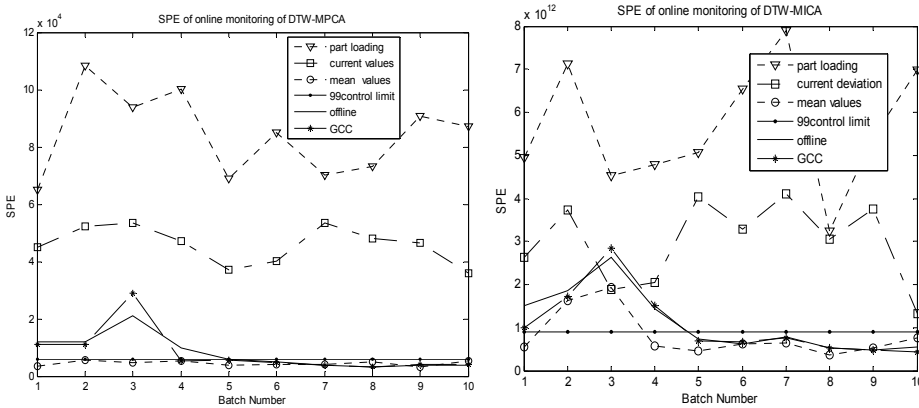 SPE of online monitoring of DTW-MPCA
12 x 10^4
10
8
6
4
2
0
SPE
1 2 3 4 5 6 7 8 9 10
Batch Number
part loading
current values
mean values
99control limit
offline
GCC
SPE of online monitoring of DTW-MICA
8 x 10^12
7
6
5
4
3
2
1
0
SPE
1 2 3 4 5 6 7 8 9 10
Batch Number
part loading
current deviation
mean values
99control limit
offline
GCC